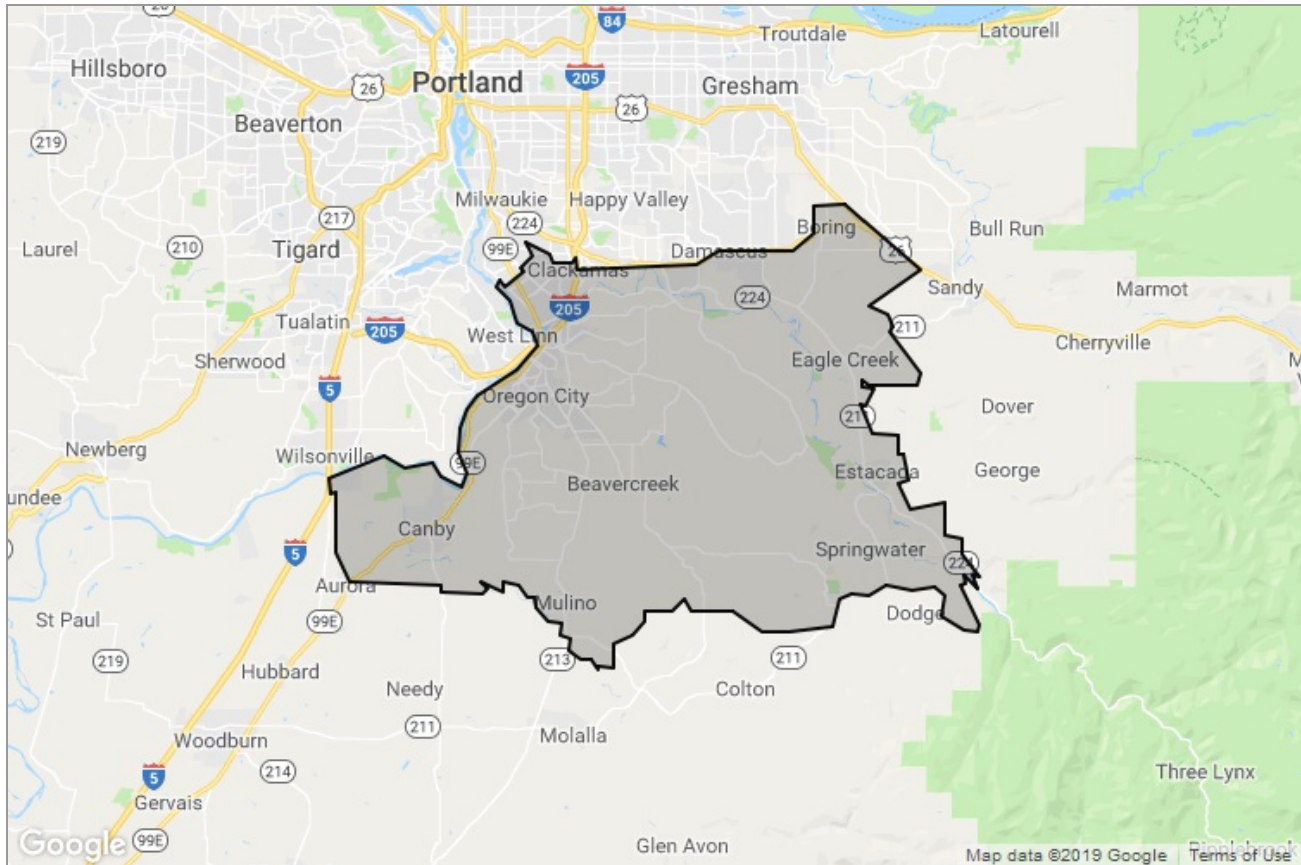 26
84
Troutdale
Latourell
Hillsboro
Portland
26
205
Gresham
26
Beaverton
219
Milwaukie
Happy Valley
217
224
Boring
Laurel
210
Tigard
99E
Damascus
26
Bull Run
Clackamas
224
Sandy
Marmot
205
Tualatin
205
West Linn
211
Cherryville
Sherwood
Eagle Creek
5
Oregon City
211
Dover
Newberg
Wilsonville
99E
Estacada
George
undee
Beavercreek
Canby
5
Springwater
224
Aurora
Mulino
Dodge
St Paul
99E
219
213
211
Hubbard
Needy
Colton
211
Molalla
Woodburn
214
5
Three Lynx
Gervais
99E
Glen Avon
Google
Map data ©2019 Google
Terms of Use